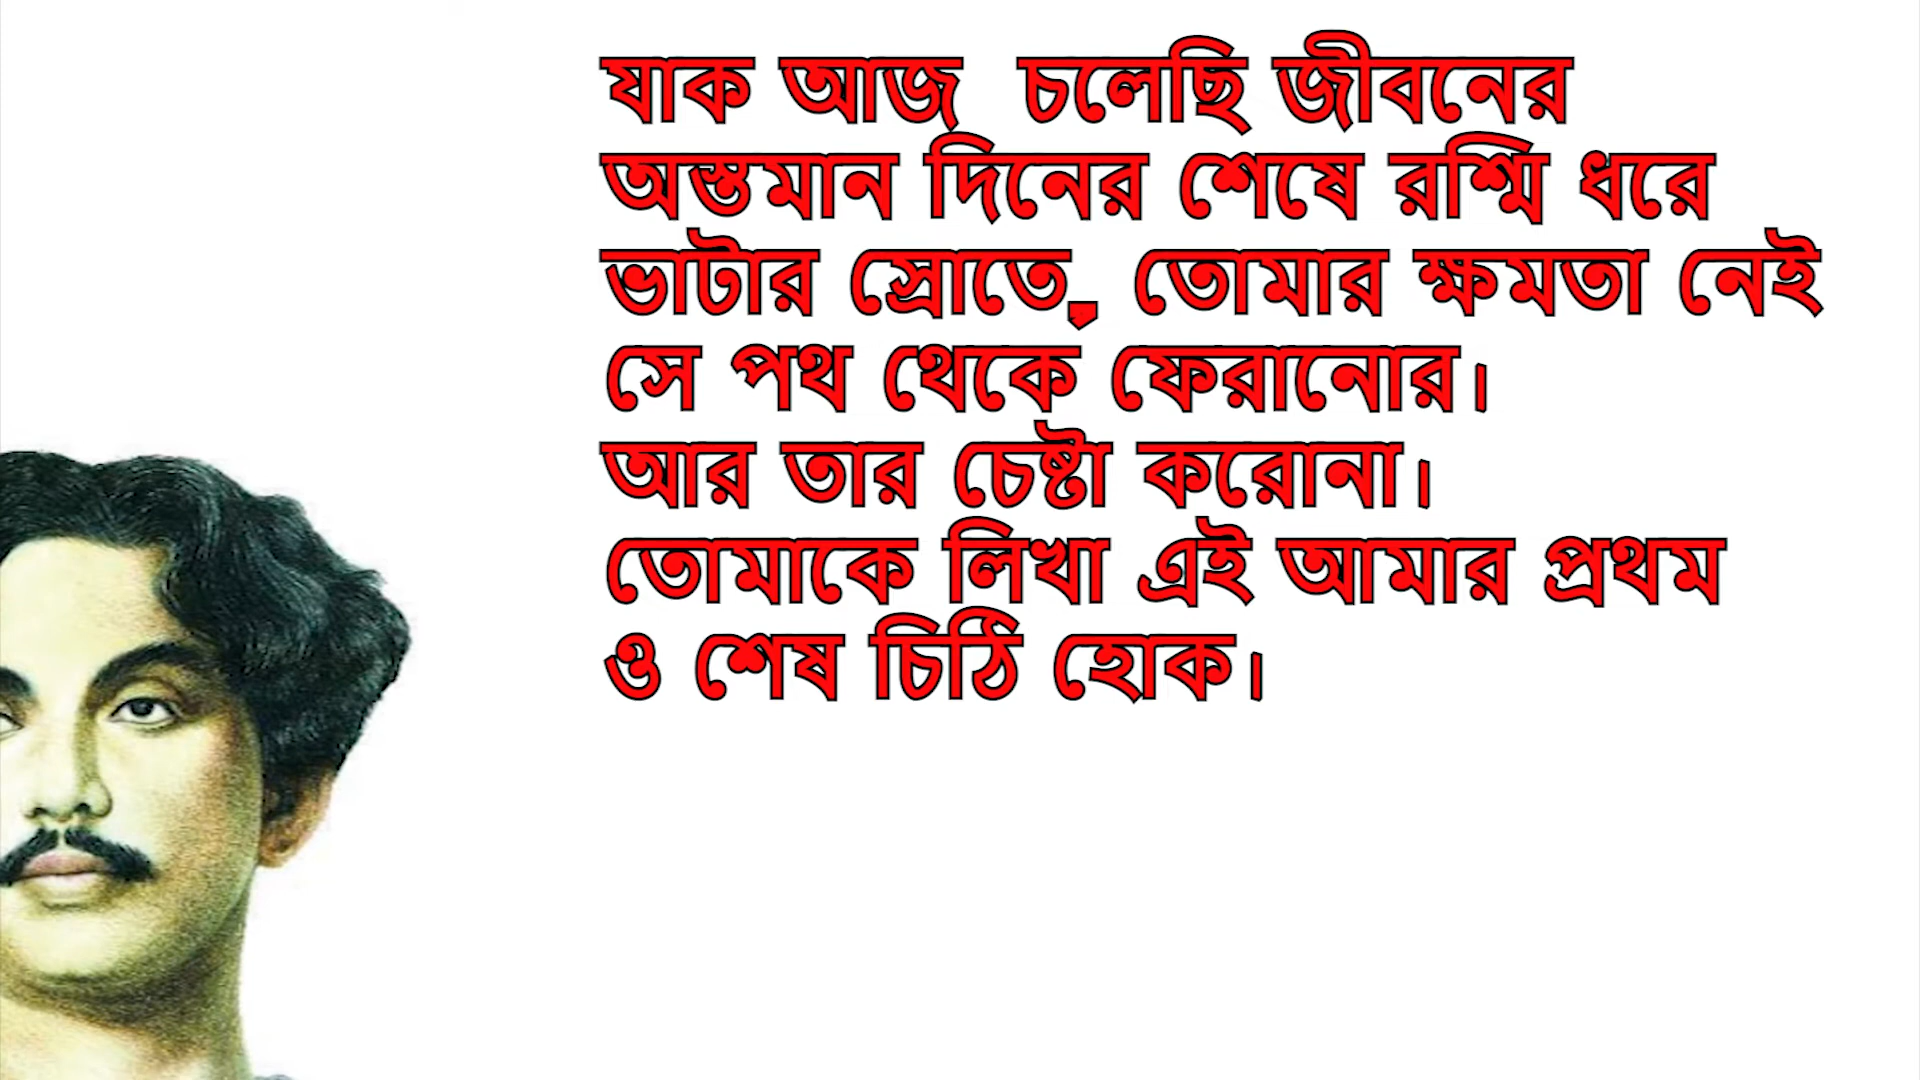 যাক আজ  চলেছি জীবনের
অস্তমান দিনের শেষে রশ্মি ধরে
ভাটার স্রোতে, তোমার ক্ষমতা নেই
সে পথ থেকে ফেরানোর।
আর তার চেষ্টা করোনা।
তোমাকে লিখা এই আমার প্রথম
ও শেষ চিঠি হোক।